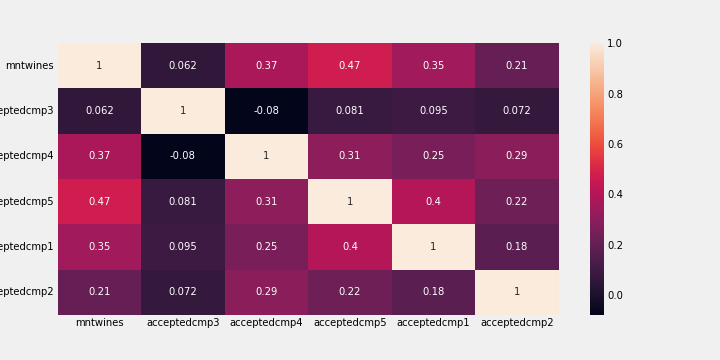 1.0
mntwines 1 0.062 0.37 0.47 0.35 0.21
0.8
eptedcmp3 0.062 1 -0.08 0.081 0.095 0.072
0.6
eptedcmp4 0.37 -0.08 1 0.31 0.25 0.29
0.4
eptedcmp5 0.47 0.081 0.31 1 0.4 0.22
0.2
eptedcmp1 0.35 0.095 0.25 0.4 1 0.18
0.0
eptedcmp2 0.21 0.072 0.29 0.22 0.18 1
mntwines acceptedcmp3 acceptedcmp4 acceptedcmp5 acceptedcmp1 acceptedcmp2